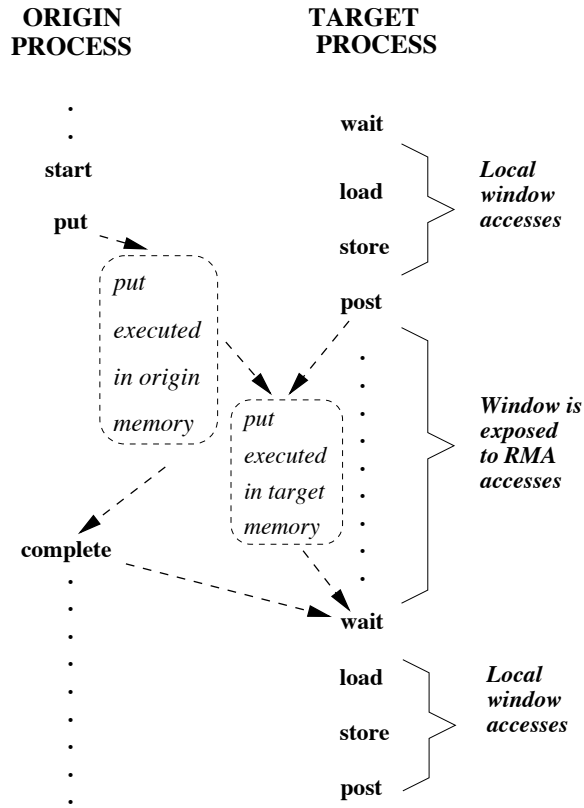 ORIGIN
PROCESS
TARGET
PROCESS
start
put
put
executed
in origin
memory
complete
wait
load
store
post
put
executed
in target
memory
wait
load
store
post
Local
window
accesses
Window is
exposed
to RMA
accesses
Local
window
accesses